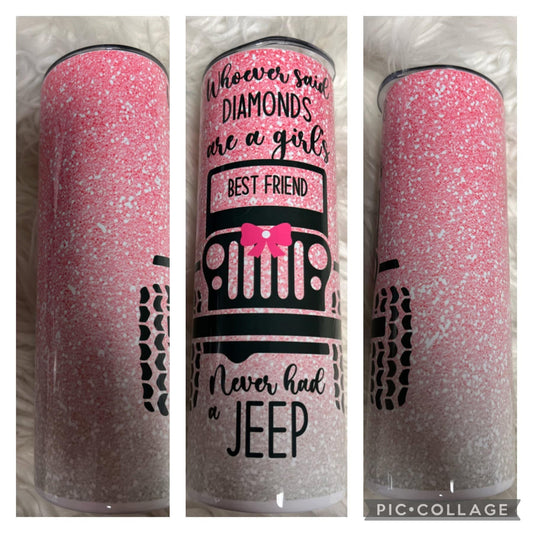 Whoever said
DIAMONDS
are a girls
BEST FRIEND
Never had
a JEEP
PIC•COLLAGE